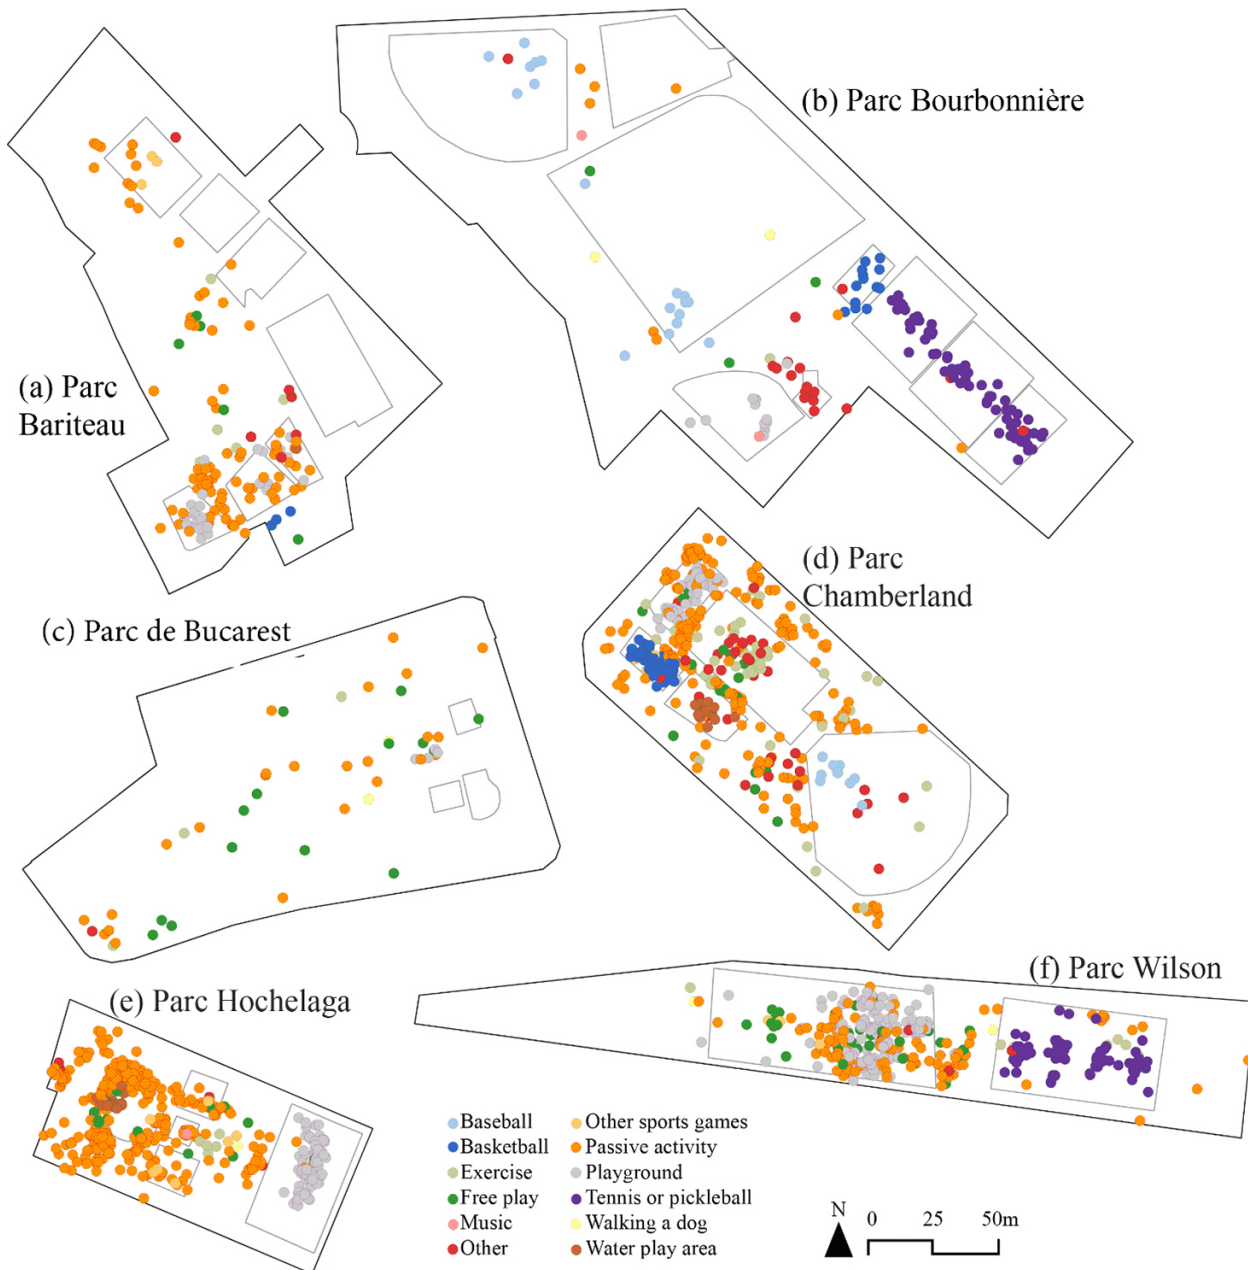 (b) Parc Bourbonnière
(a) Parc
Bariteau
(d) Parc
Chamberland
(c) Parc de Bucarest
(f) Parc Wilson
(e) Parc Hochelaga
Baseball
Basketball
Exercise
Free play
Music
Other
Other sports games
Passive activity
Playground
Tennis or pickleball
Walking a dog
Water play area
N
0 25 50m